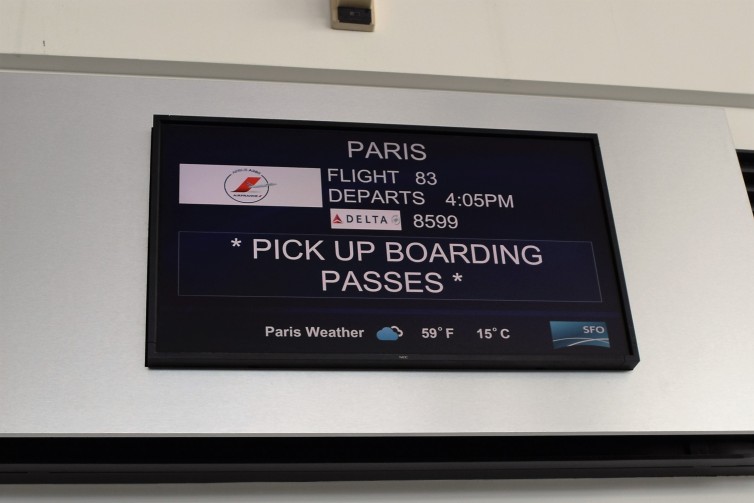 PARIS
FLIGHT 83
DEPARTS 4:05PM
DELTA 8599
* PICK UP BOARDING
PASSES *
Paris Weather 59° F 15° C
SFO